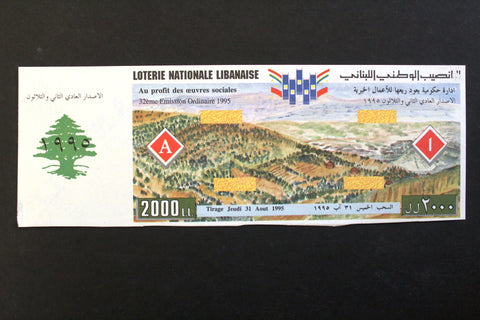 LOTERIE NATIONALE LIBANAISE
اليانصيب الوطني اللبناني
Au profit des œuvres sociales
32ème Emission Ordinaire 1995
ادارة حكومية يعود ريعها للأعمال الخيرية
الاصدار العادي الثاني والثلاثون ١٩٩٥
الاصدار العادي الثاني والثلاثون
١٩٩٥
A
١
2000 LL
Tirage Jeudi 31 Aout 1995
السحب الخميس ٣١ آب ١٩٩٥
٢٠٠٠ ل.ل